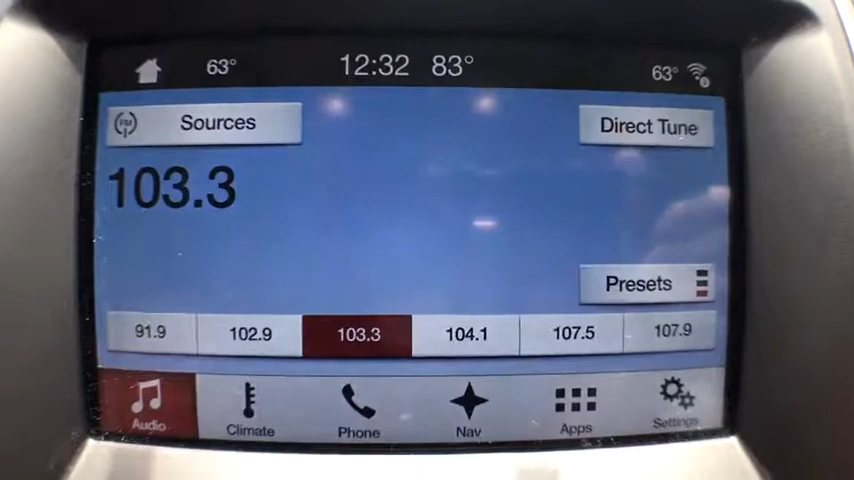 63° 12:32 83° 63°
FM Sources Direct Tune
103.3
Presets
91.9 102.9 103.3 104.1 107.5 107.9
Audio Climate Phone Nav Apps Settings